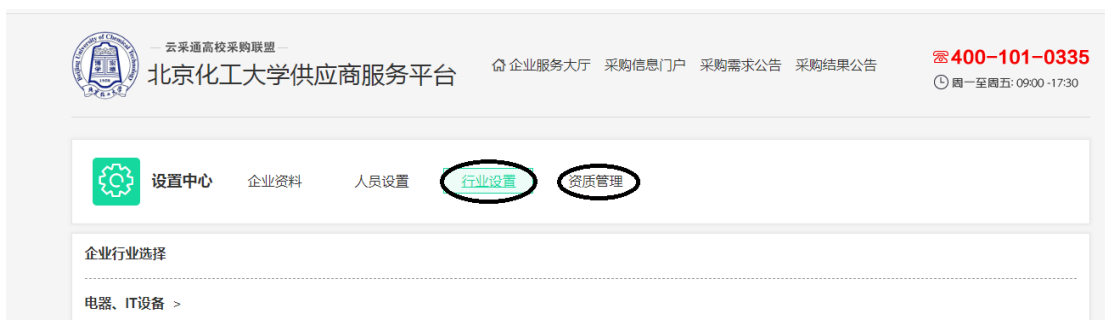 云采通高校采购联盟
北京化工大学供应商服务平台
企业服务大厅 采购信息门户 采购需求公告 采购结果公告
400-101-0335
周一至周五: 09:00 -17:30
设置中心 企业资料 人员设置 行业设置 资质管理
企业行业选择
电器、IT设备 >